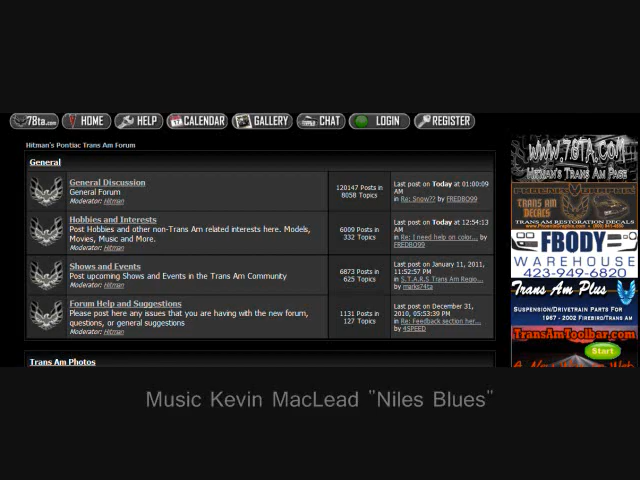 78ta.com HOME HELP CALENDAR GALLERY CHAT LOGIN REGISTER
Hitman's Pontiac Trans Am Forum
General
General Discussion
General Forum
Moderator: Hitman
120147 Posts in
8058 Topics
Last post on Today at 01:00:09
AM
in Re: Snow?? by FREDBO99
Hobbies and Interests
Post Hobbies and other non-Trans Am related interests here. Models,
Movies, Music and More.
Moderator: Hitman
6009 Posts in
332 Topics
Last post on Today at 12:54:13
AM
in Re: I need help on color... by
FREDBO99
Shows and Events
Post upcoming Shows and Events in the Trans Am Community
Moderator: Hitman
6873 Posts in
625 Topics
Last post on January 11, 2011,
11:52:57 PM
in S.T.A.R.S Trans Am Regio...
by marks74ta
Forum Help and Suggestions
Please post here any issues that you are having with the new forum,
questions, or general suggestions
Moderator: Hitman
1131 Posts in
127 Topics
Last post on December 31,
2010, 05:53:39 PM
in Re: Feedback section her...
by 4SPEED
Trans Am Photos
WWW.78TA.COM
HITMAN'S TRANS AM PAGE
PHOENIX GRAPHIX
TRANS AM
DECALS
TRANS AM RESTORATION DECALS
FBODY
WAREHOUSE
423-949-6820
Trans Am Plus
SUSPENSION/DRIVETRAIN PARTS FOR
1967 - 2002 FIREBIRD/TRANS AM
TransAmToolbar.com
Start
Music Kevin MacLead "Niles Blues"